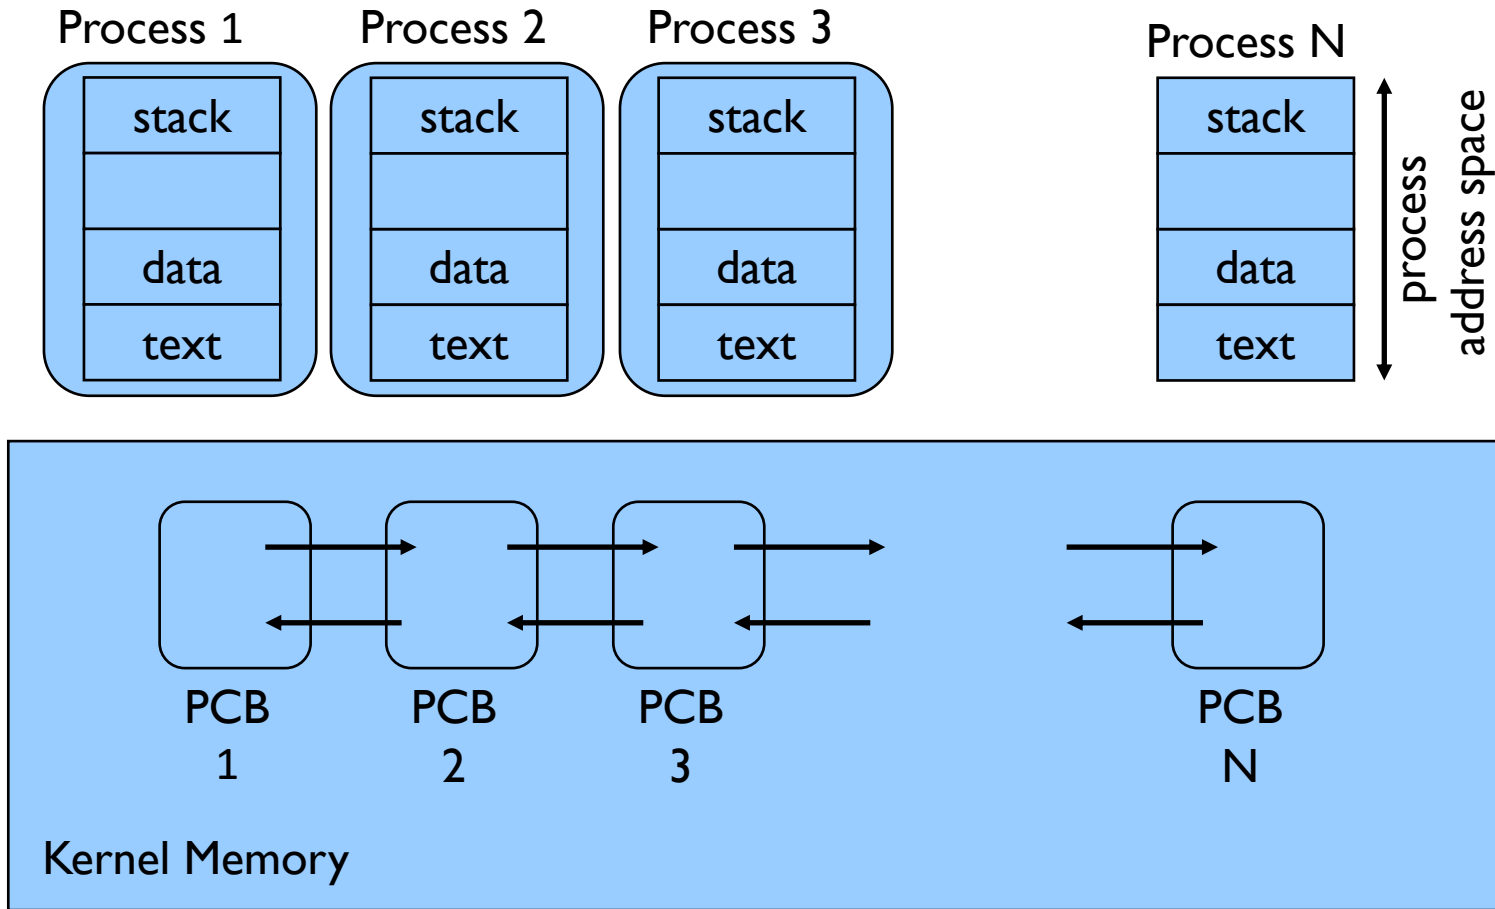 Process 1
Process 2
Process 3
Process N
stack
stack
stack
stack
data
data
data
data
text
text
text
text
process
address space
PCB
1
PCB
2
PCB
3
PCB
N
Kernel Memory